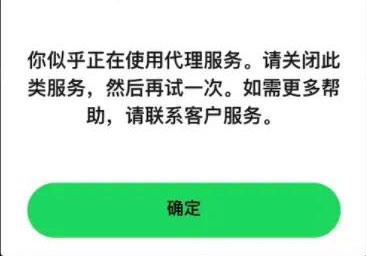 你似乎正在使用代理服务。请关闭此
类服务，然后再试一次。如需更多帮
助，请联系客户服务。
确定